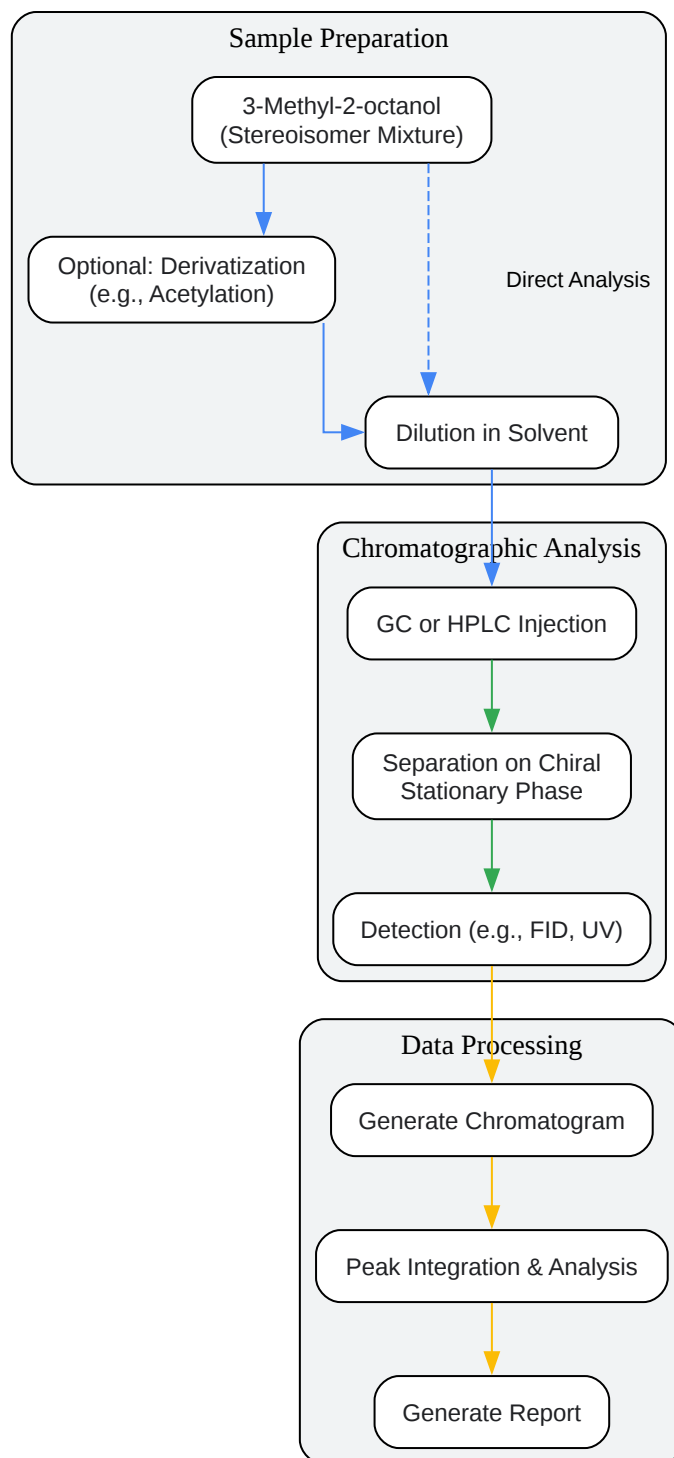 Sample Preparation
3-Methyl-2-octanol
(Stereoisomer Mixture)
Optional: Derivatization
(e.g., Acetylation)
Direct Analysis
Dilution in Solvent
Chromatographic Analysis
GC or HPLC Injection
Separation on Chiral
Stationary Phase
Detection (e.g., FID, UV)
Data Processing
Generate Chromatogram
Peak Integration & Analysis
Generate Report